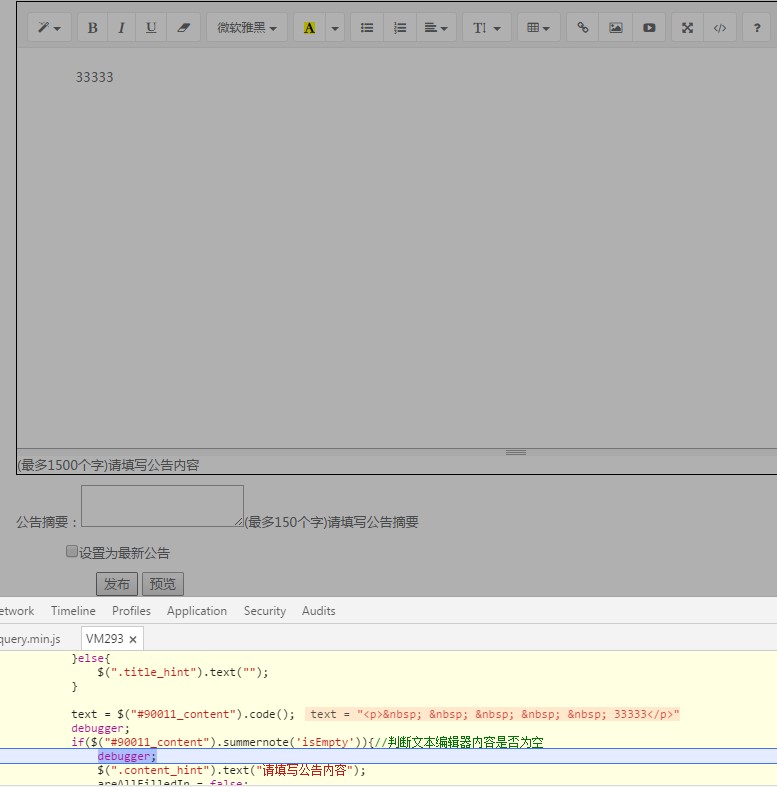 B I U 微软雅黑 A T! </> ?
33333
(最多1500个字)请填写公告内容
公告摘要： (最多150个字)请填写公告摘要
设置为最新公告
发布 预览
etwork Timeline Profiles Application Security Audits
query.min.js VM293 ×
}else{
$(".title_hint").text("");
}
text = $("#90011_content").code(); text = "<p>&nbsp; &nbsp; &nbsp; &nbsp; &nbsp; 33333</p>"
debugger;
if($("#90011_content").summernote('isEmpty')){//判断文本编辑器内容是否为空
debugger;
$(".content_hint").text("请填写公告内容");
areAllFilledIn = false;